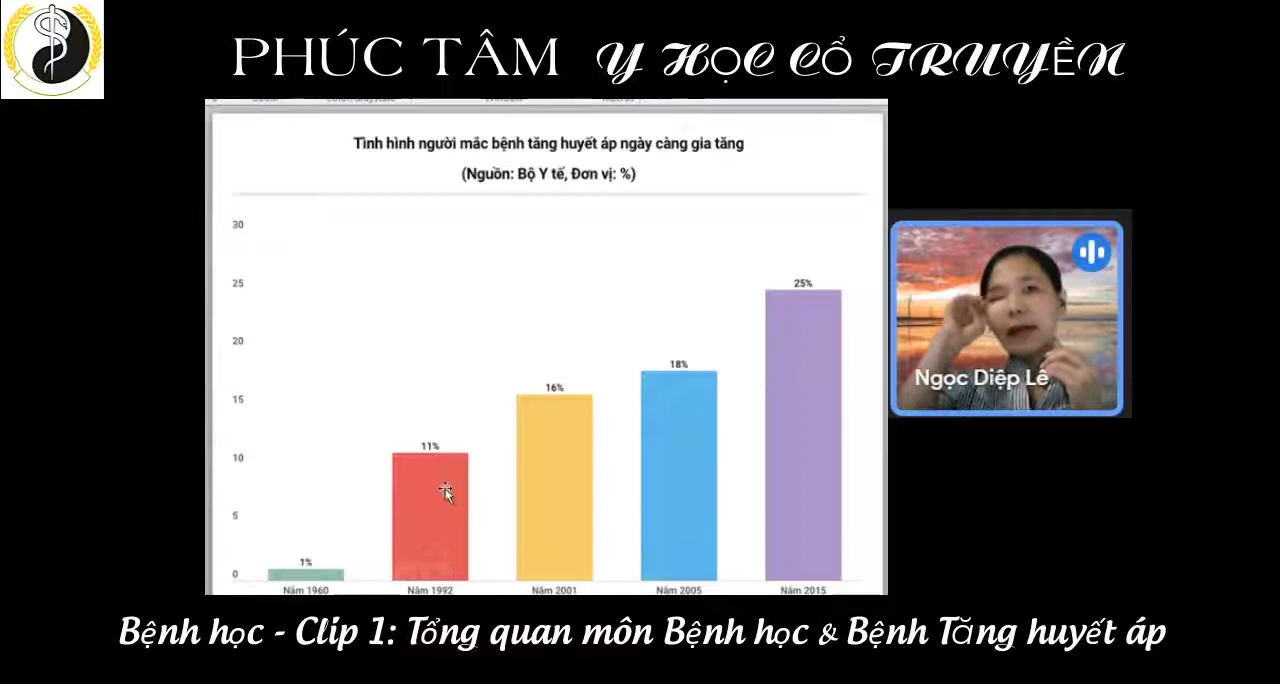 PHÚC TÂM Y HỌC CỔ TRUYỀN
Tình hình người mắc bệnh tăng huyết áp ngày càng gia tăng
(Nguồn: Bộ Y tế, Đơn vị: %)
30
25
20
15
10
5
0
1%
11%
16%
18%
25%
Năm 1960
Năm 1992
Năm 2001
Năm 2005
Năm 2015
Ngọc Diệp Lê
Bệnh học - Clip 1: Tổng quan môn Bệnh học & Bệnh Tăng huyết áp